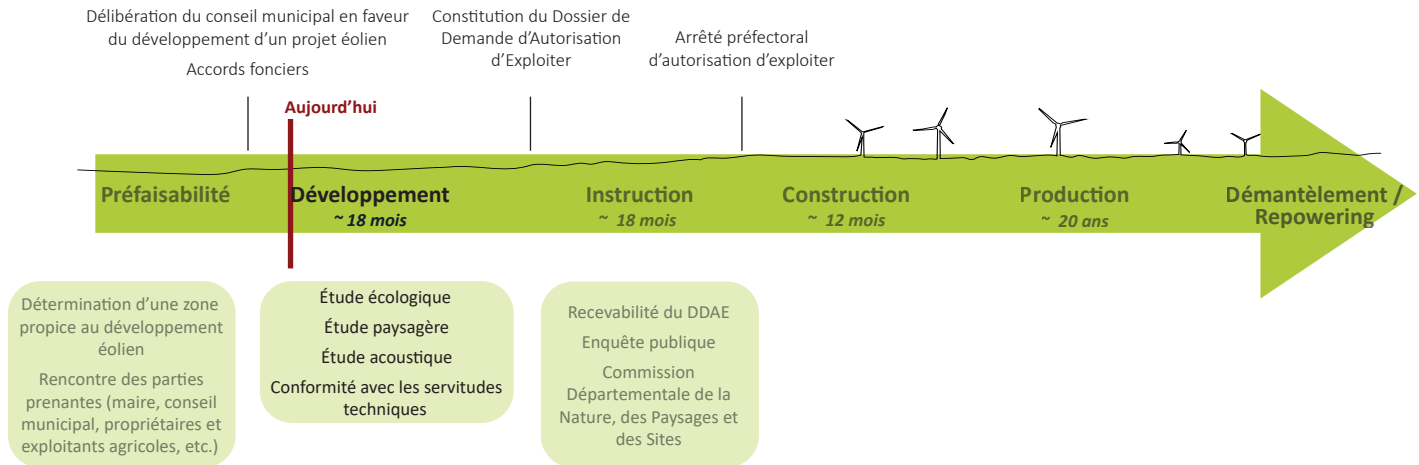 Délibération du conseil municipal en faveur
du développement d’un projet éolien
Accords fonciers
Constitution du Dossier de
Demande d’Autorisation
d’Exploiter
Arrêté préfectoral
d’autorisation d’exploiter
Aujourd’hui
Préfaisabilité
Développement
~ 18 mois
Instruction
~ 18 mois
Construction
~ 12 mois
Production
~ 20 ans
Démantèlement /
Repowering
Détermination d’une zone
propice au développement
éolien
Rencontre des parties
prenantes (maire, conseil
municipal, propriétaires et
exploitants agricoles, etc.)
Étude écologique
Étude paysagère
Étude acoustique
Conformité avec les servitudes
techniques
Recevabilité du DDAE
Enquête publique
Commission
Départementale de la
Nature, des Paysages et
des Sites